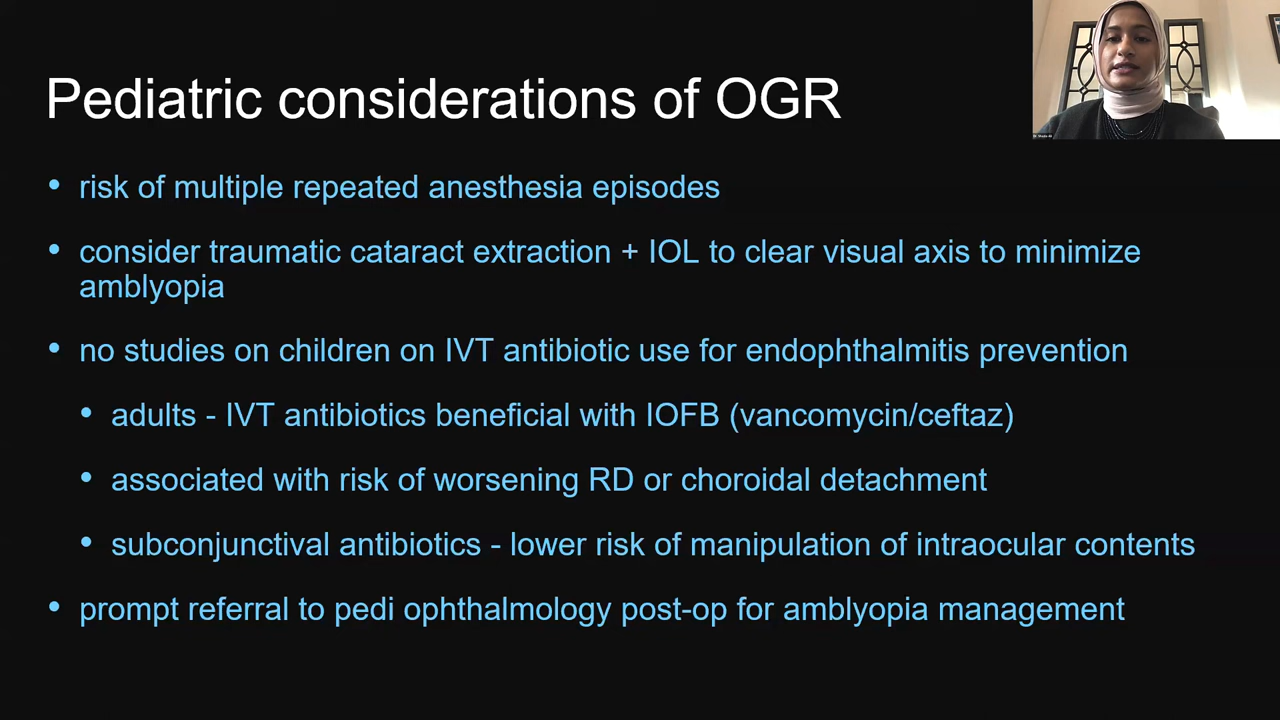 Pediatric considerations of OGR
• risk of multiple repeated anesthesia episodes
• consider traumatic cataract extraction + IOL to clear visual axis to minimize
amblyopia
• no studies on children on IVT antibiotic use for endophthalmitis prevention
• adults - IVT antibiotics beneficial with IOFB (vancomycin/ceftaz)
• associated with risk of worsening RD or choroidal detachment
• subconjunctival antibiotics - lower risk of manipulation of intraocular contents
• prompt referral to pedi ophthalmology post-op for amblyopia management